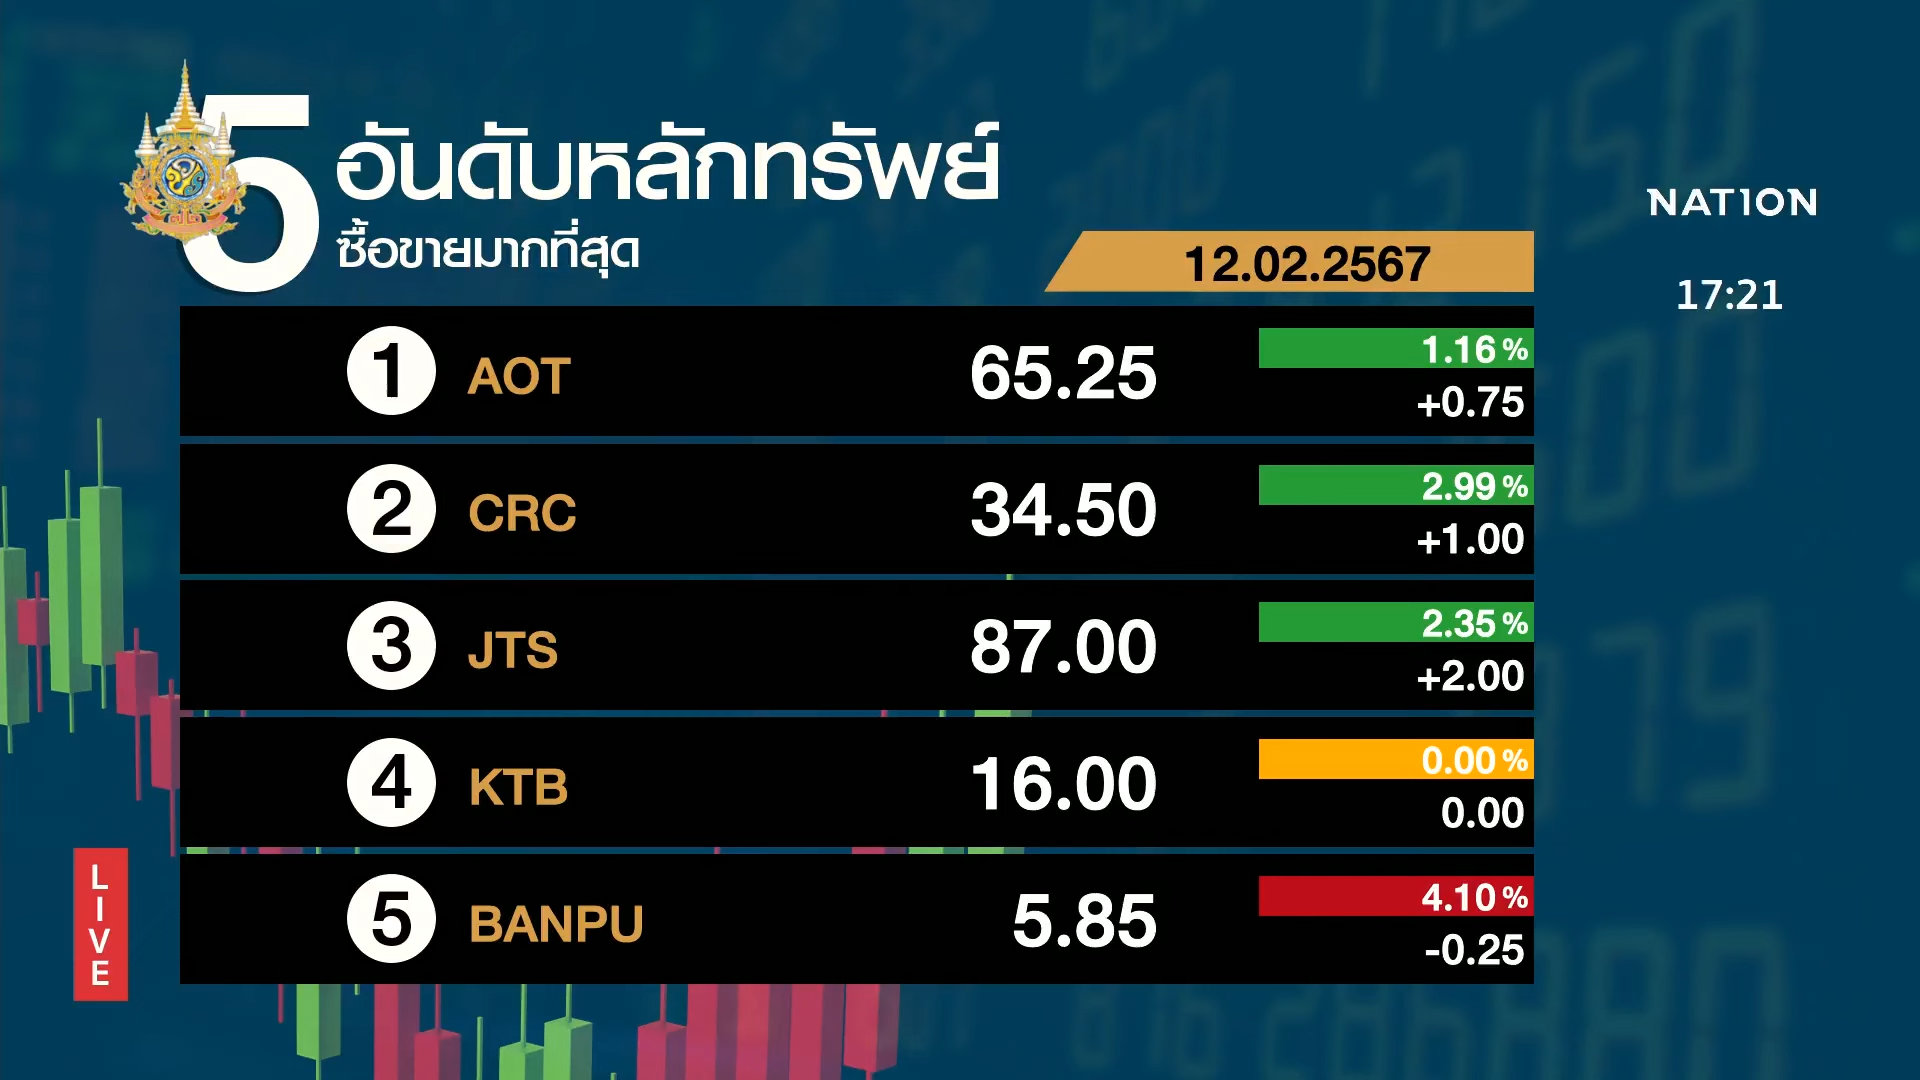 5 อันดับหลักทรัพย์
ซื้อขายมากที่สุด
NATION
12.02.2567
17:21
1 AOT 65.25 1.16 %
+0.75
2 CRC 34.50 2.99 %
+1.00
3 JTS 87.00 2.35 %
+2.00
4 KTB 16.00 0.00 %
0.00
5 BANPU 5.85 4.10 %
-0.25
LIVE